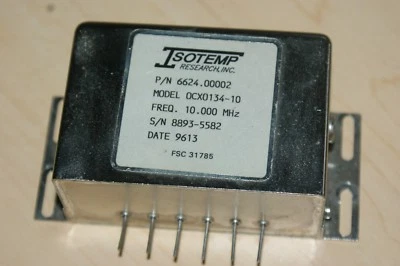 ISOTEMP
RESEARCH, INC.
P/N 6624.00002
MODEL OCXO134-10
FREQ. 10.000 MHz
S/N 8893-5582
DATE 9613
FSC 31785